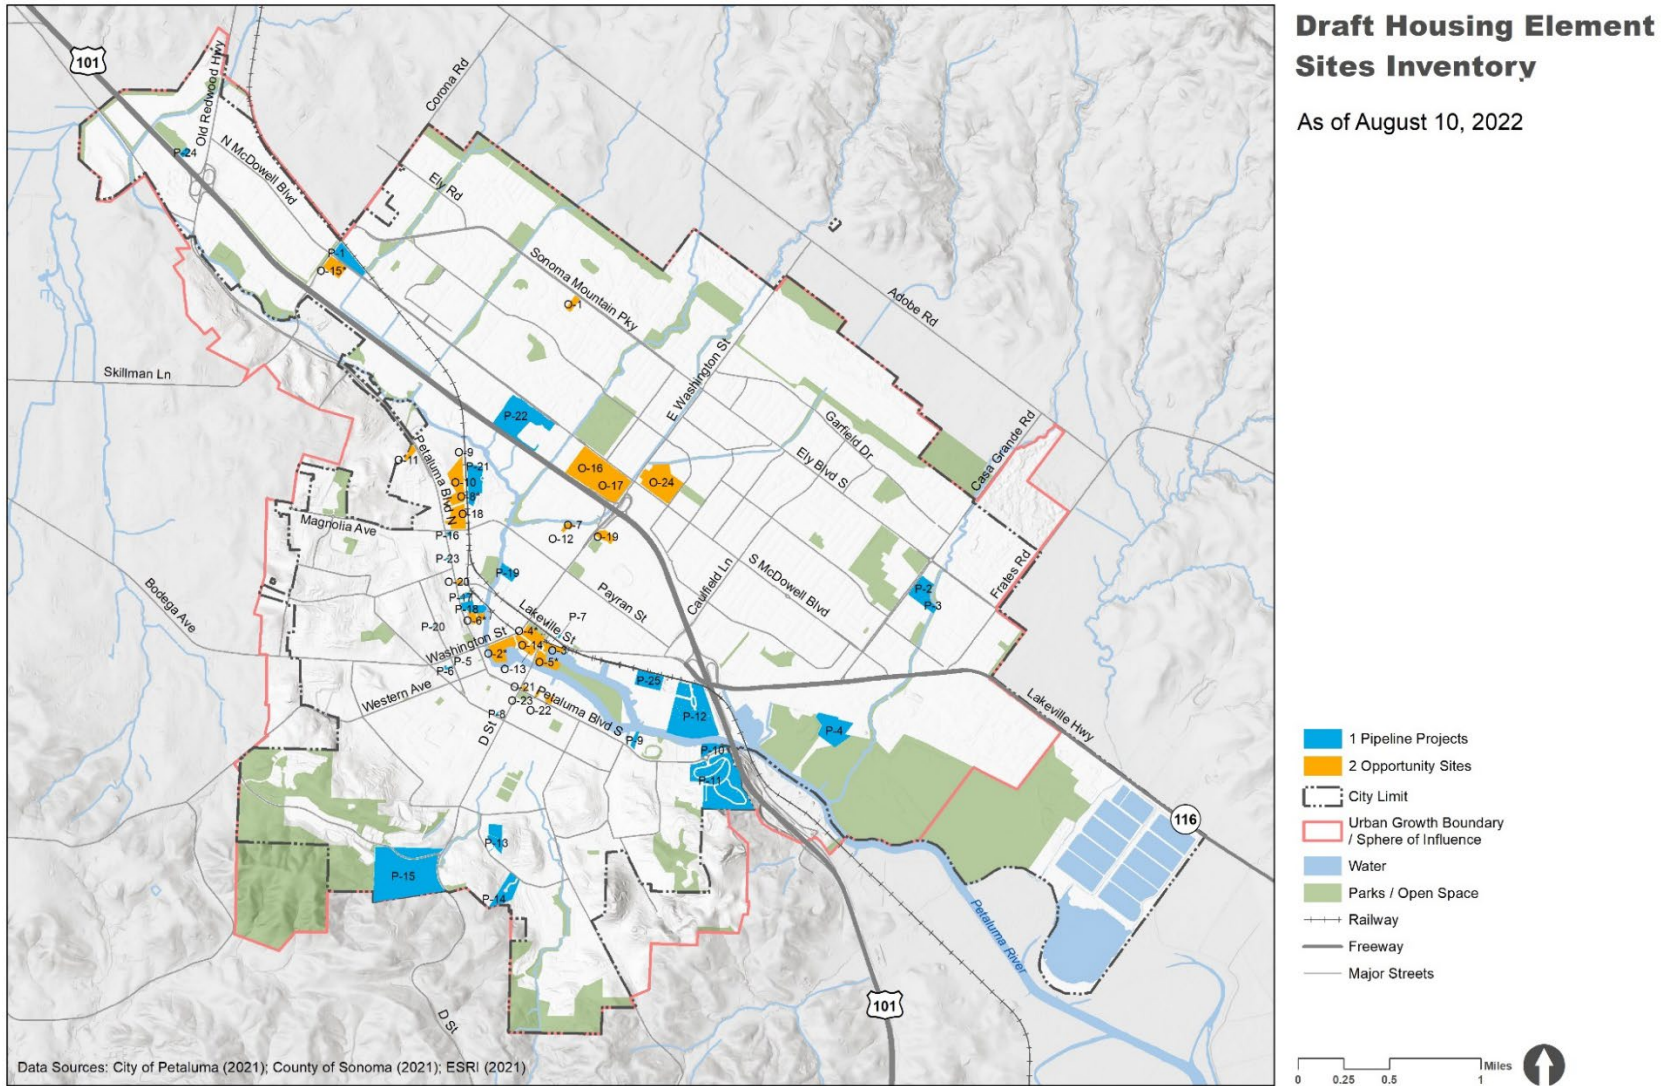 Draft Housing Element
Sites Inventory
As of August 10, 2022
101
Old Redwood Hwy
Corona Rd
P-24
N McDowell Blvd
Ely Rd
P-1
O-15*
Sonoma Mountain Pky
O-1
Adobe Rd
Skillman Ln
E Washington St
P-22
Garfield Dr
Casa Grande Rd
Petaluma Blvd N
O-11
O-9
P-21
O-10
O-8*
O-18
O-16
O-17
O-24
Ely Blvd S
Magnolia Ave
P-16
O-7
O-12
O-19
P-23
P-19
Caulfield Ln
S McDowell Blvd
Frates Rd
P-2
P-3
Bodega Ave
O-20
P-17
P-18
O-6*
P-20
Payran St
Lakeville St
P-7
Washington St
O-4*
O-14*
O-3*
O-2*
O-5*
P-5
P-6
O-13
Western Ave
P-25
O-21
O-23
O-22
Petaluma Blvd S
P-8
D St
P-9
P-12
P-4
Lakeville Hwy
P-10
P-11
116
P-13
P-15
P-14
Petaluma River
101
D St
1 Pipeline Projects
2 Opportunity Sites
City Limit
Urban Growth Boundary
/ Sphere of Influence
Water
Parks / Open Space
Railway
Freeway
Major Streets
0 0.25 0.5 1 Miles
Data Sources: City of Petaluma (2021); County of Sonoma (2021); ESRI (2021)